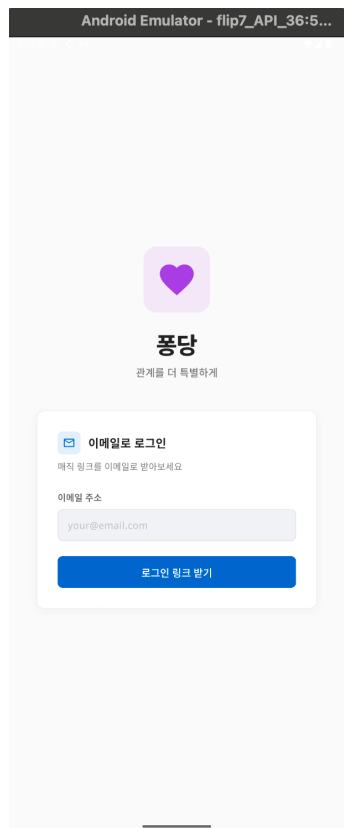 Android Emulator - flip7_API_36:5...
퐁당
관계를 더 특별하게
이메일로 로그인
매직 링크를 이메일로 받아보세요
이메일 주소
your@email.com
로그인 링크 받기